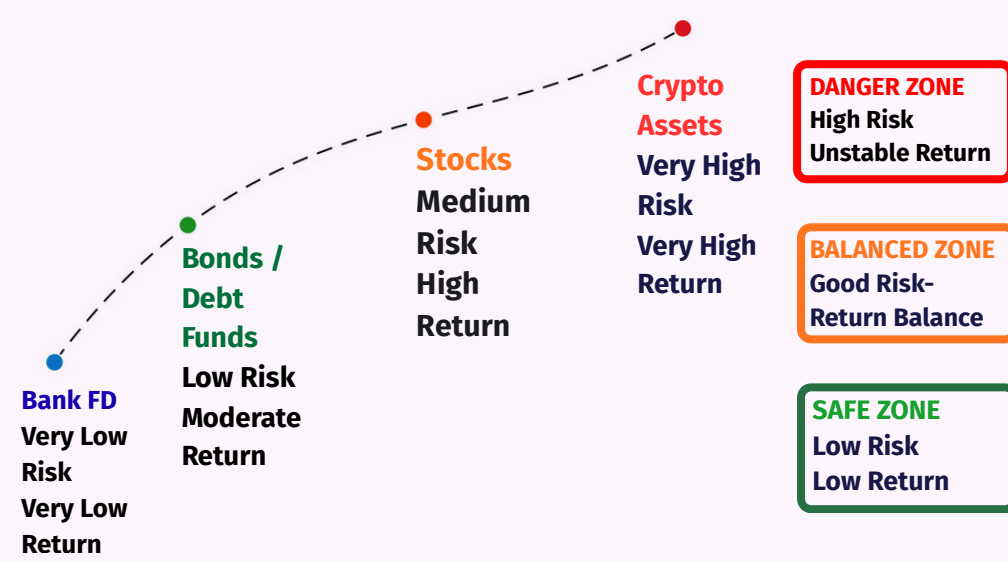 Bank FD
Very Low
Risk
Very Low
Return
Bonds /
Debt
Funds
Low Risk
Moderate
Return
Stocks
Medium
Risk
High
Return
Crypto
Assets
Very High
Risk
Very High
Return
DANGER ZONE
High Risk
Unstable Return
BALANCED ZONE
Good Risk-
Return Balance
SAFE ZONE
Low Risk
Low Return